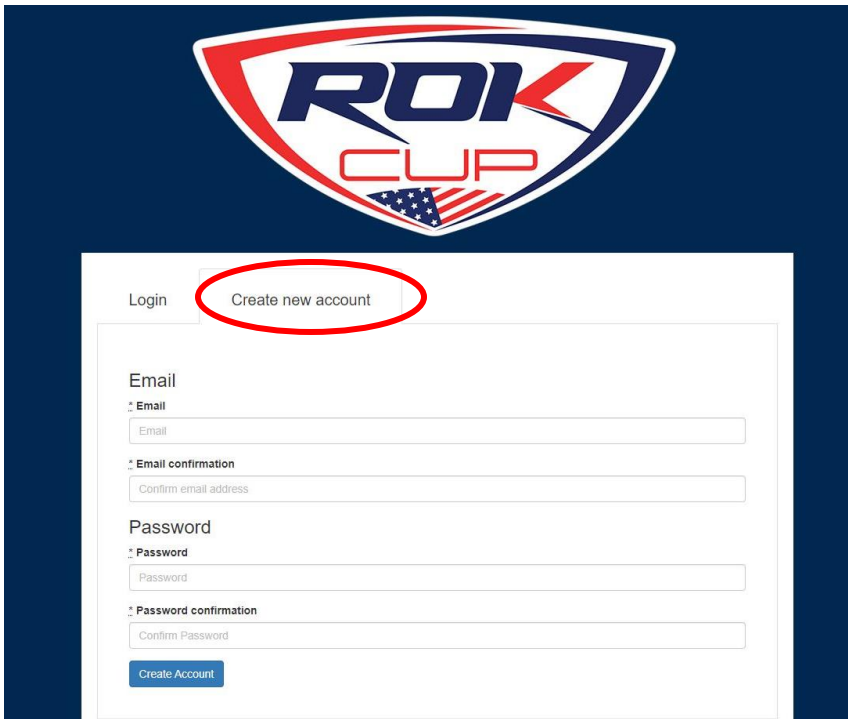 ROK
CUP
Login Create new account
Email
* Email
Email
* Email confirmation
Confirm email address
Password
* Password
Password
* Password confirmation
Confirm Password
Create Account